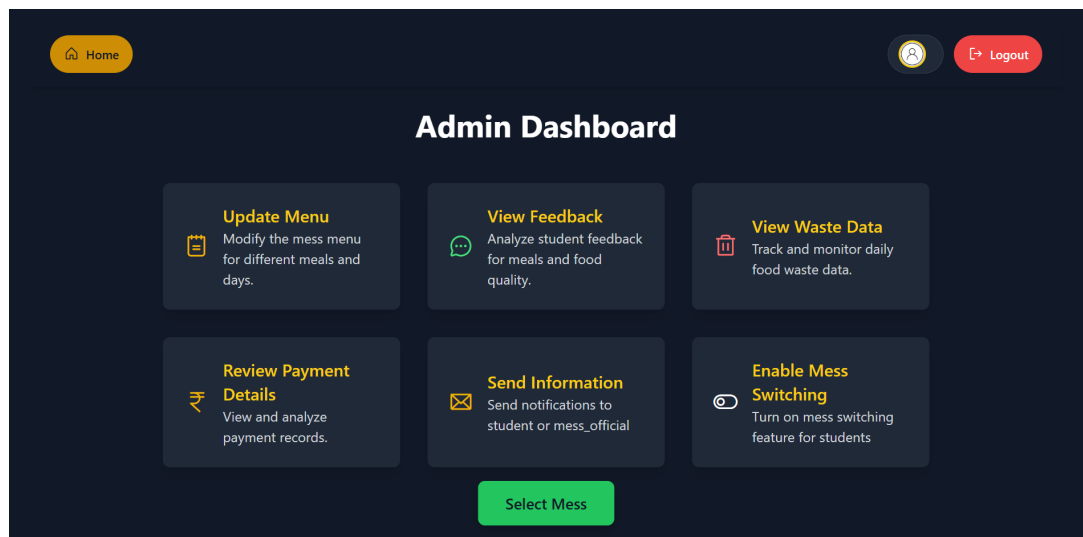 Home
Logout
Admin Dashboard
Update Menu
Modify the mess menu
for different meals and
days.
View Feedback
Analyze student feedback
for meals and food
quality.
View Waste Data
Track and monitor daily
food waste data.
Review Payment
Details
View and analyze
payment records.
Send Information
Send notifications to
student or mess_official
Enable Mess
Switching
Turn on mess switching
feature for students
Select Mess